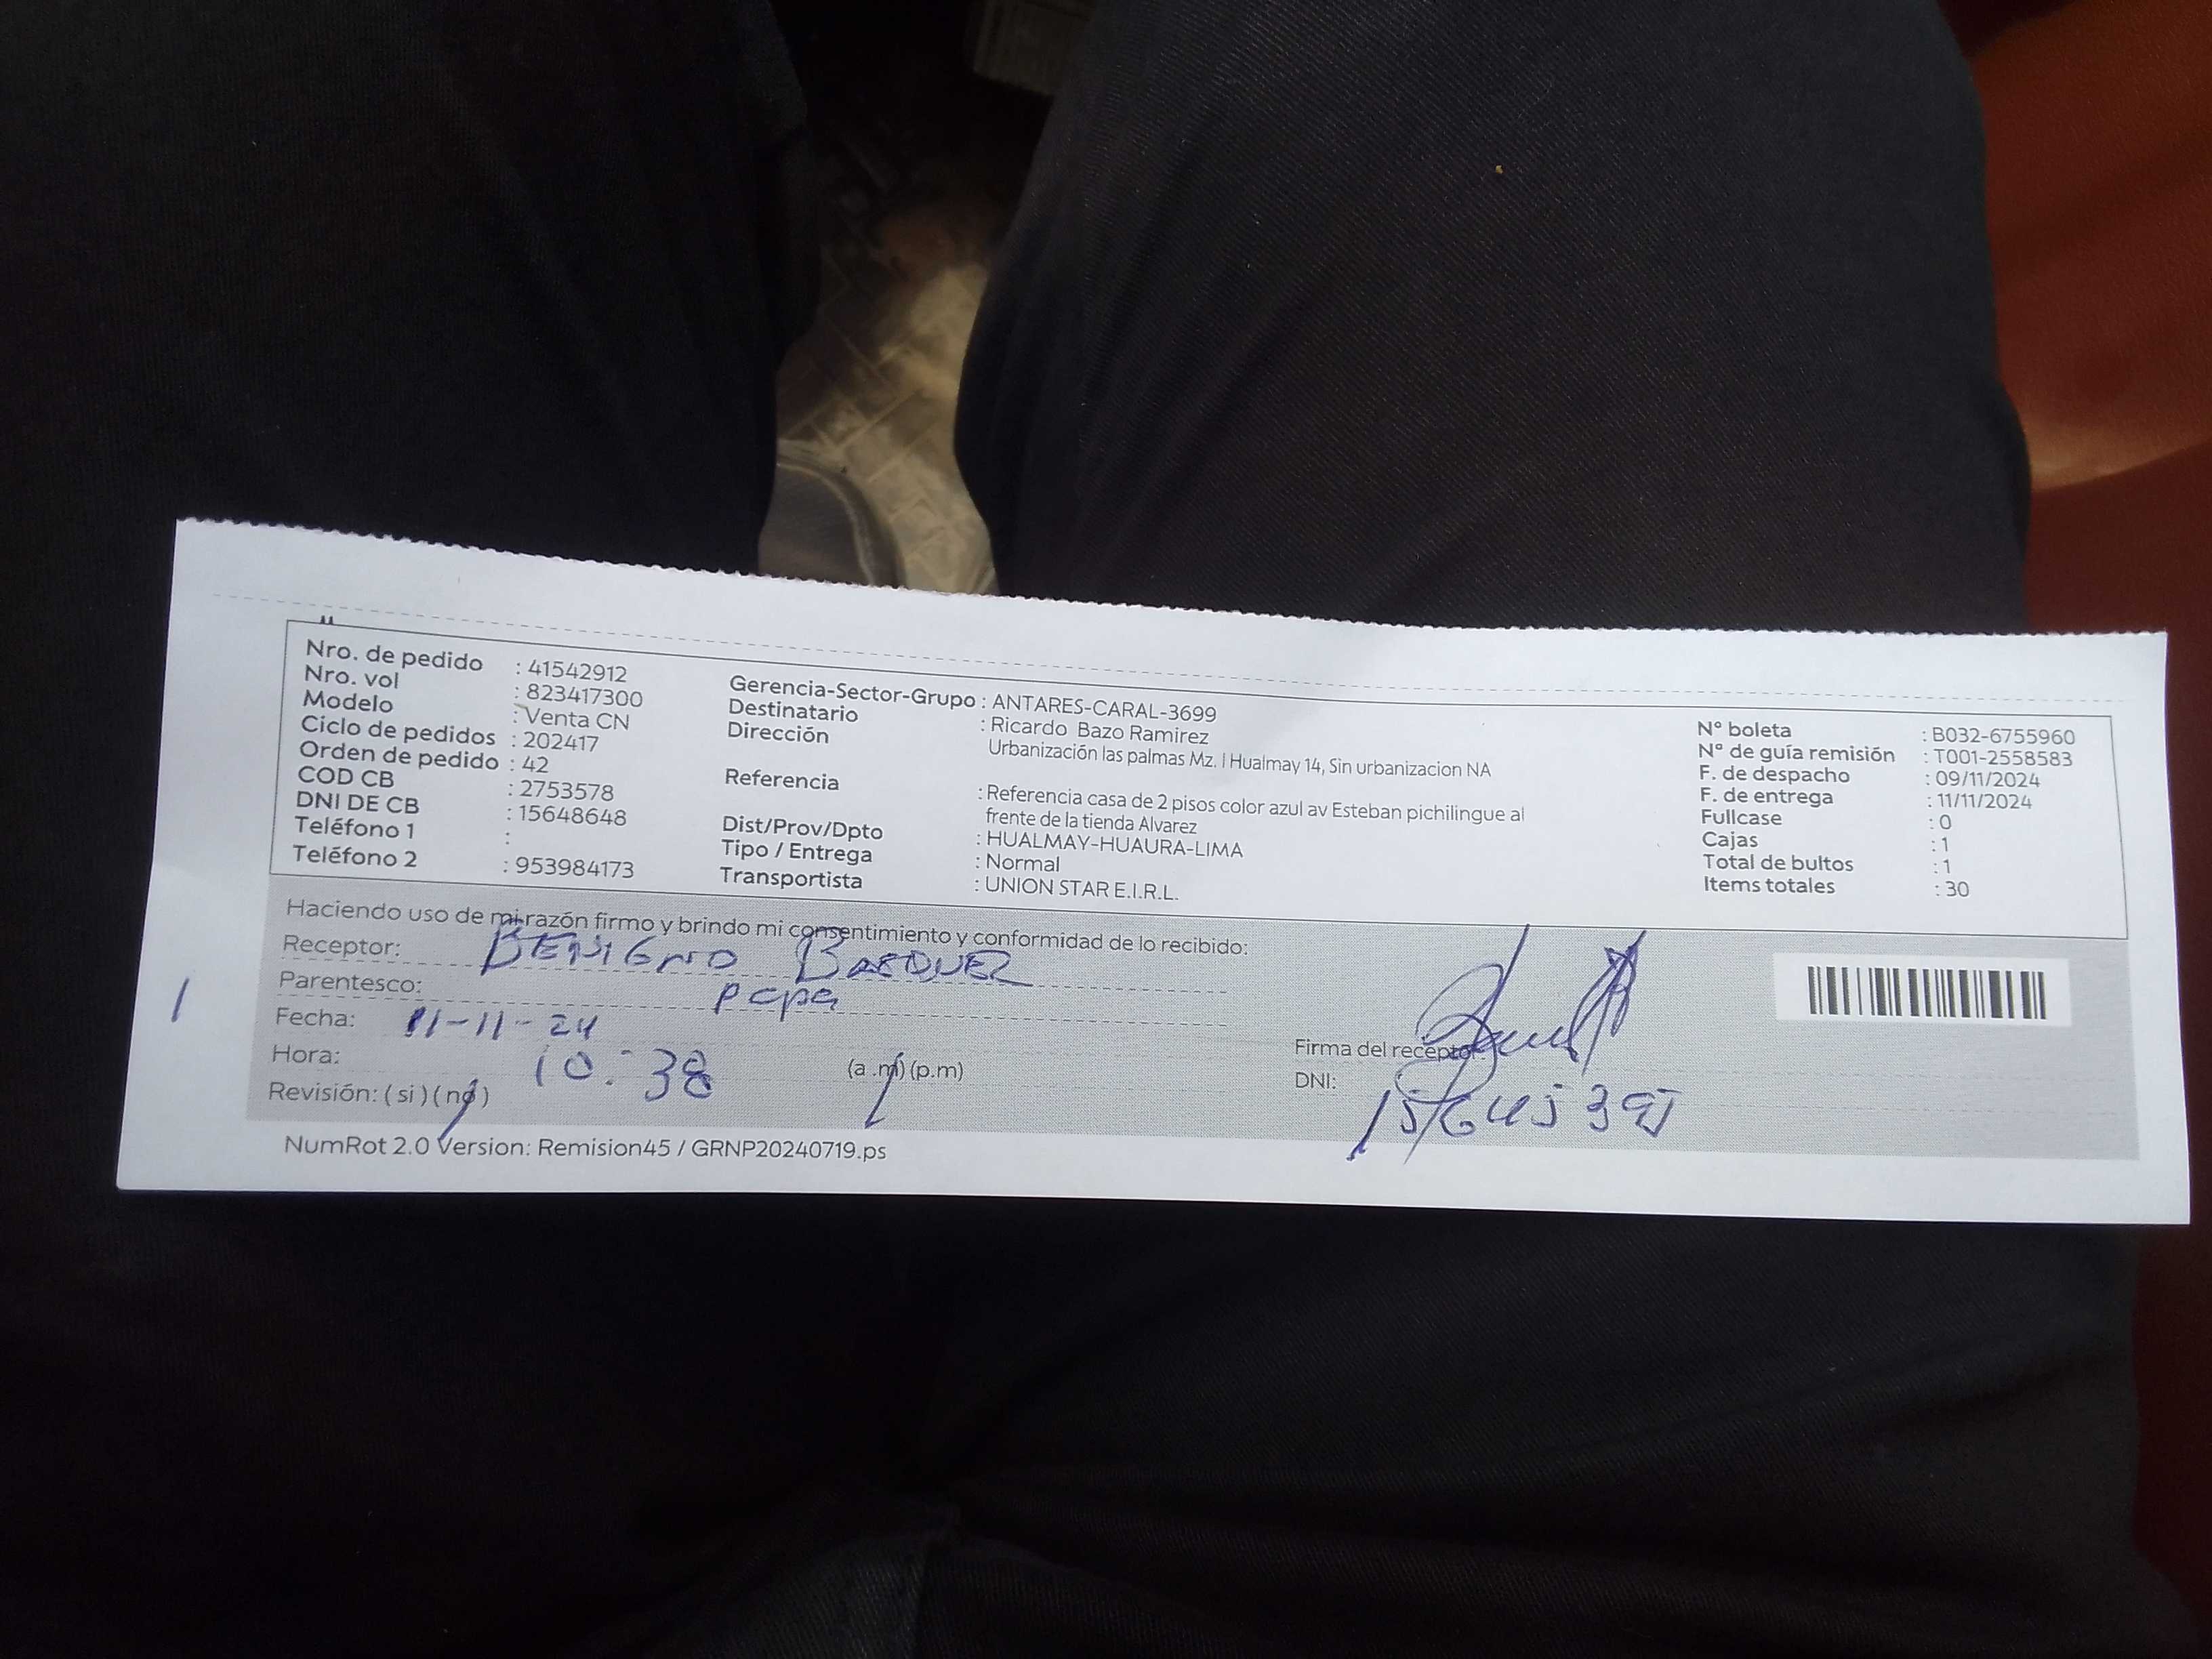 Nro. de pedido : 41542912
Nro. vol : 823417300
Modelo : Venta CN
Ciclo de pedidos : 202417
Orden de pedido : 42
COD CB : 2753578
DNI DE CB : 15648648
Teléfono 1 :
Teléfono 2 : 953984173
Gerencia-Sector-Grupo : ANTARES-CARAL-3699
Destinatario : Ricardo Bazo Ramirez
Dirección Urbanización las palmas Mz. I Hualmay 14, Sin urbanizacion NA
Referencia : Referencia casa de 2 pisos color azul av Esteban pichilingue al
frente de la tienda Alvarez
Dist/Prov/Dpto : HUALMAY-HUAURA-LIMA
Tipo / Entrega : Normal
Transportista : UNION STAR E.I.R.L.
N° boleta : B032-6755960
N° de guía remisión : T001-2558583
F. de despacho : 09/11/2024
F. de entrega : 11/11/2024
Fullcase : 0
Cajas : 1
Total de bultos : 1
Items totales : 30
Haciendo uso de mi razón firmo y brindo mi consentimiento y conformidad de lo recibido:
Receptor: BENIGNO
Parentesco: papa
Fecha: 11-11-24
Hora: 10:38 (a.m) (p.m)
Revisión: ( si ) ( no )
Firma del receptor:
DNI:
NumRot 2.0 Version: Remision45 / GRNP20240719.ps